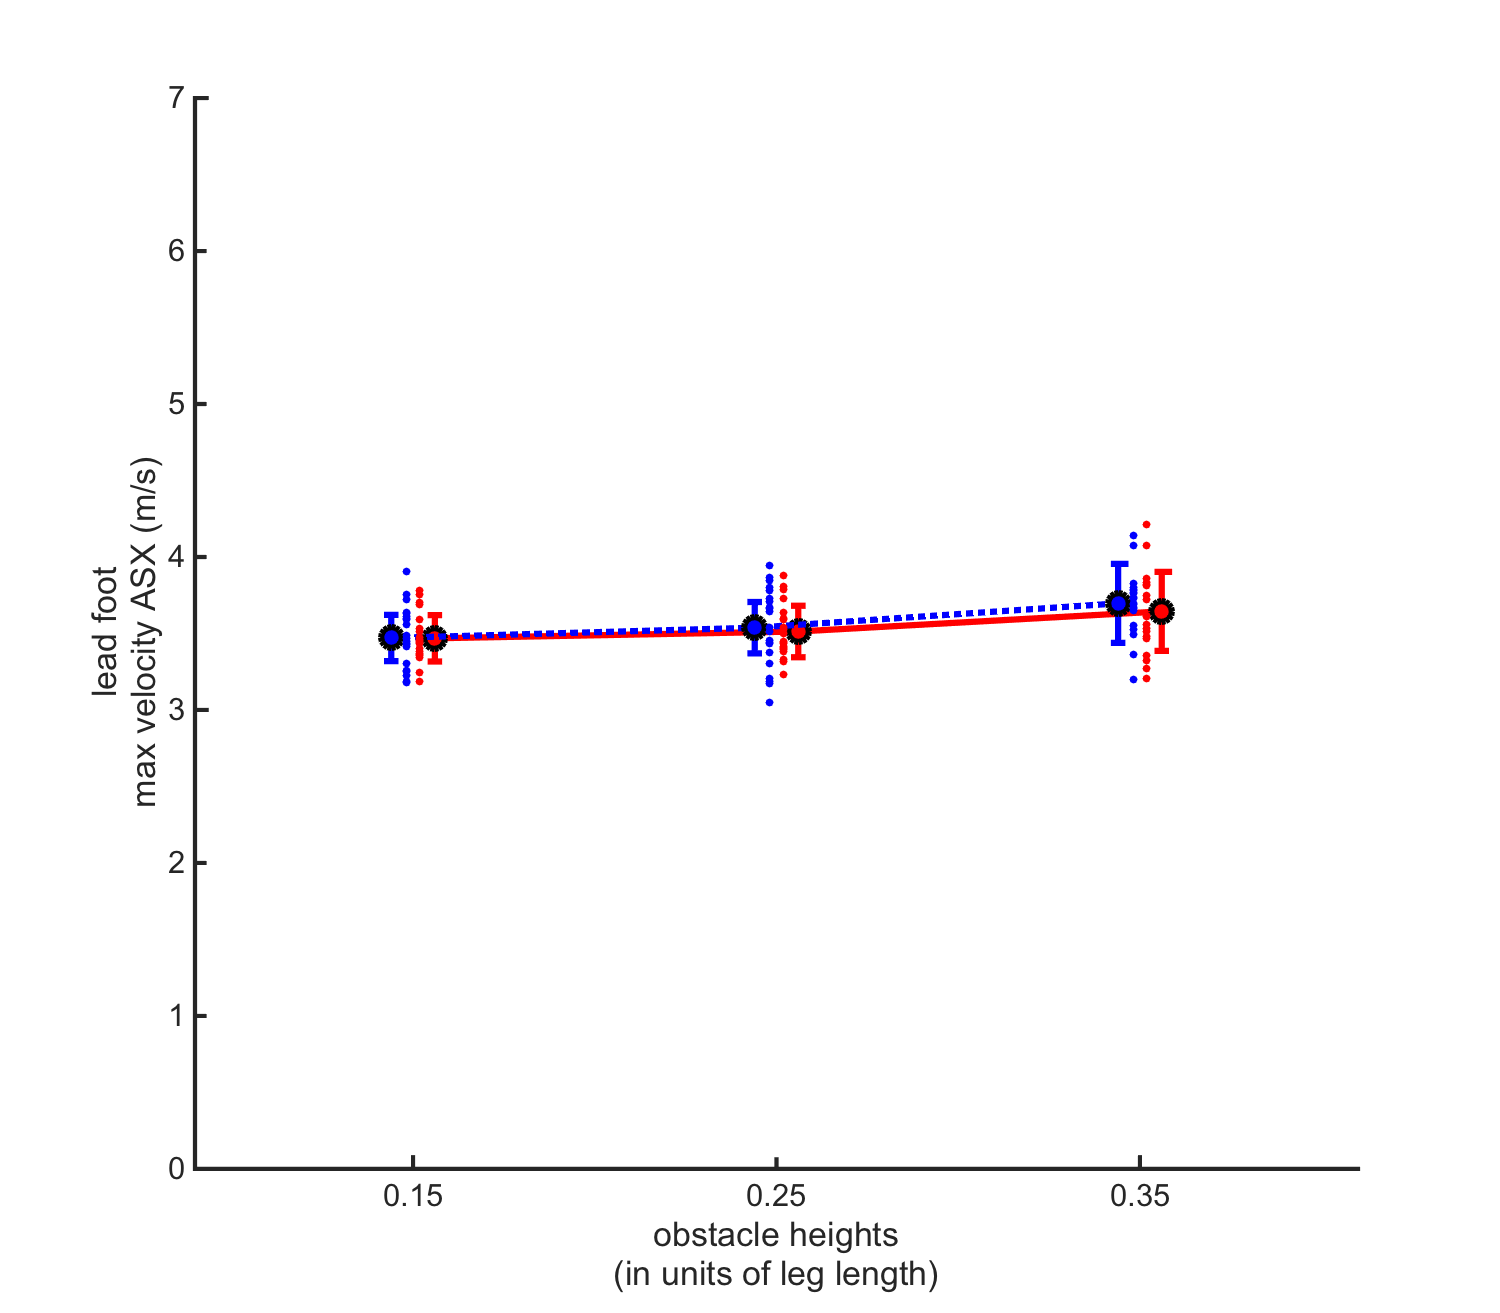 7
6
5
4
3
2
1
0
lead foot
max velocity ASX (m/s)
0.15
0.25
0.35
obstacle heights
(in units of leg length)